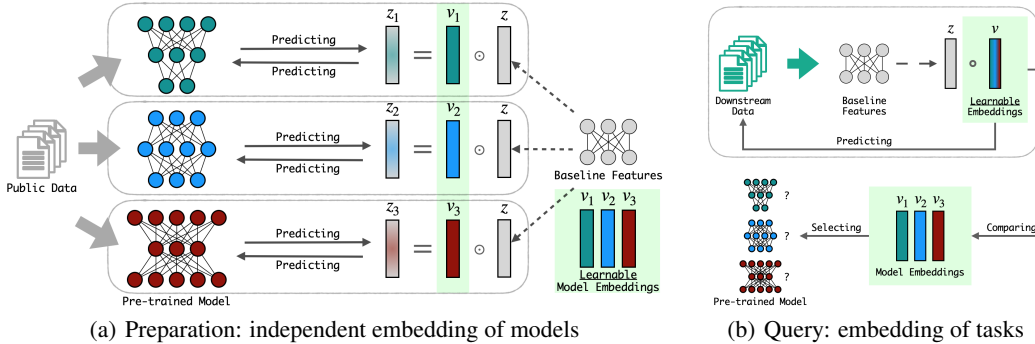 z₁ v₁ z
Predicting
Predicting
= ⊙
z₂ v₂ z
Predicting
Predicting
= ⊙
z₃ v₃ z
Predicting
Predicting
= ⊙
Public Data
Pre-trained Model
Baseline Features
v₁ v₂ v₃
Learnable
Model Embeddings
(a) Preparation: independent embedding of models
z v
Downstream
Data
Baseline
Features
Learnable
Embeddings
Predicting
?
?
?
Pre-trained Model
Selecting
v₁ v₂ v₃
Model Embeddings
Comparing
(b) Query: embedding of tasks